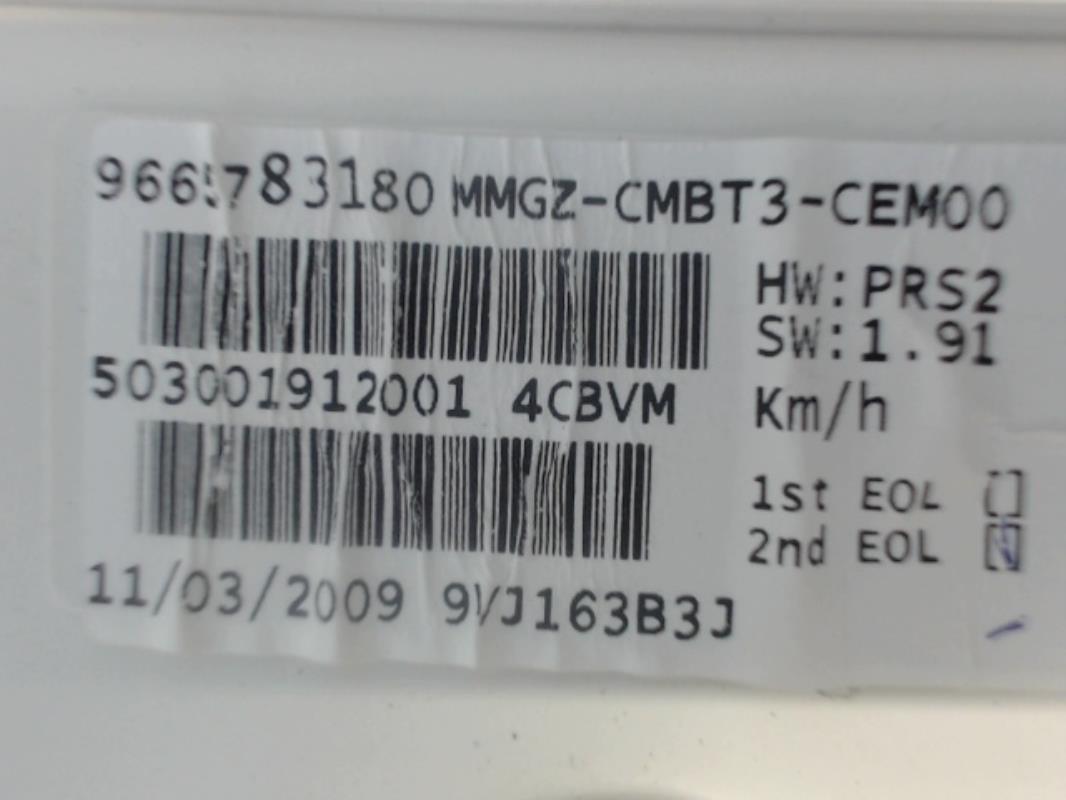 9665783180 MMGZ-CMBT3-CEM00
HW:PRS2
SW:1.91
503001912001 4CBVM
Km/h
1st EOL
2nd EOL
11/03/2009 9VJ163B3J